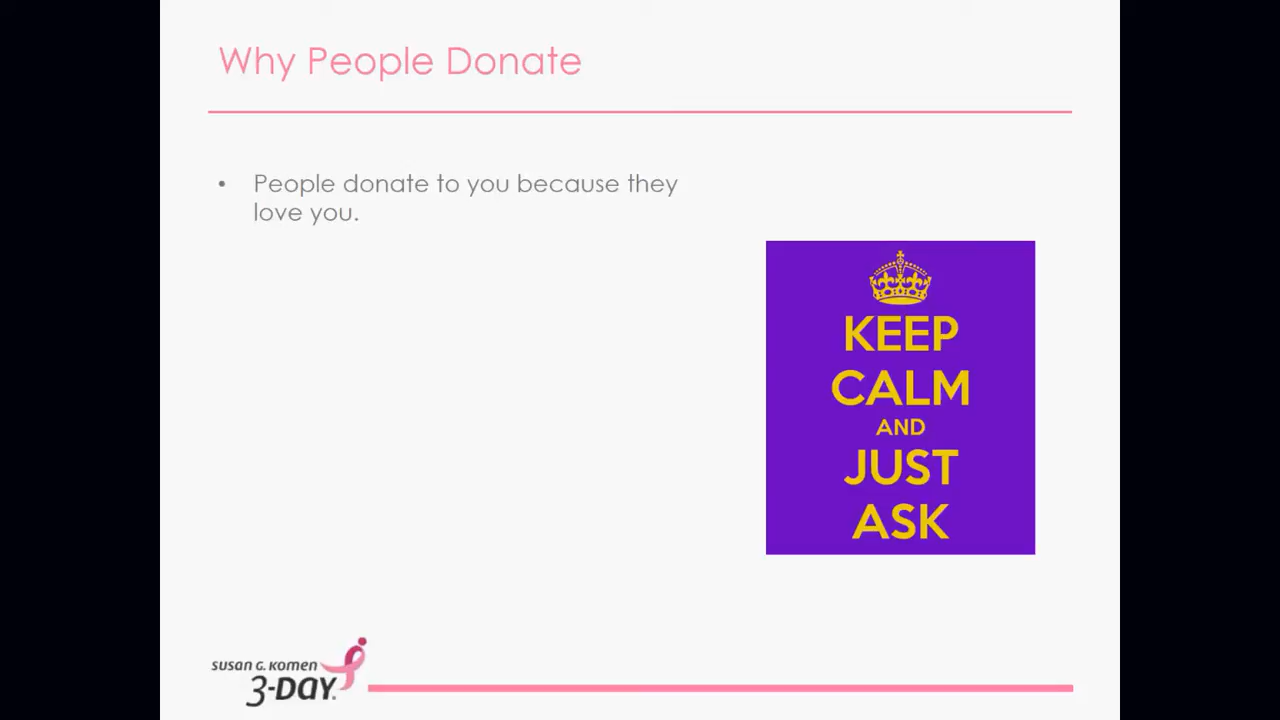 Why People Donate
• People donate to you because they
love you.
KEEP
CALM
AND
JUST
ASK
susan G. Komen
3-Day.